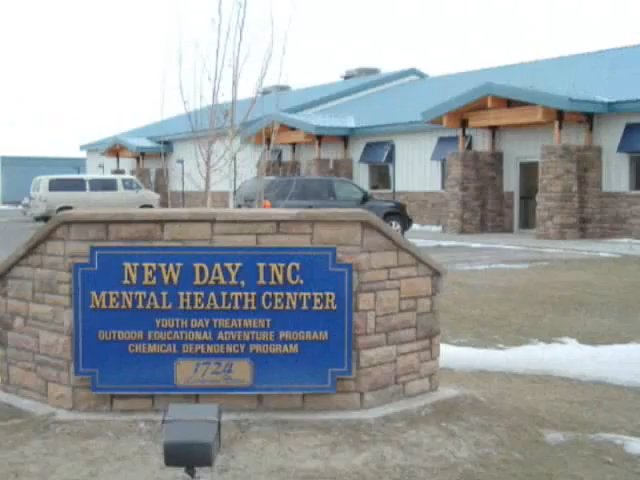 NEW DAY, INC.
MENTAL HEALTH CENTER
YOUTH DAY TREATMENT
OUTDOOR EDUCATIONAL ADVENTURE PROGRAM
CHEMICAL DEPENDENCY PROGRAM
1724